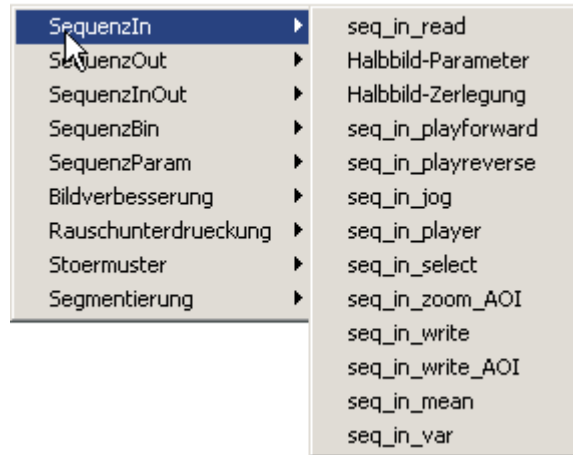 SequenzIn
SequenzOut
SequenzInOut
SequenzBin
SequenzParam
Bildverbesserung
Rauschunterdrueckung
Stoermuster
Segmentierung
seq_in_read
Halbbild-Parameter
Halbbild-Zerlegung
seq_in_playforward
seq_in_playreverse
seq_in_jog
seq_in_player
seq_in_select
seq_in_zoom_AOI
seq_in_write
seq_in_write_AOI
seq_in_mean
seq_in_var